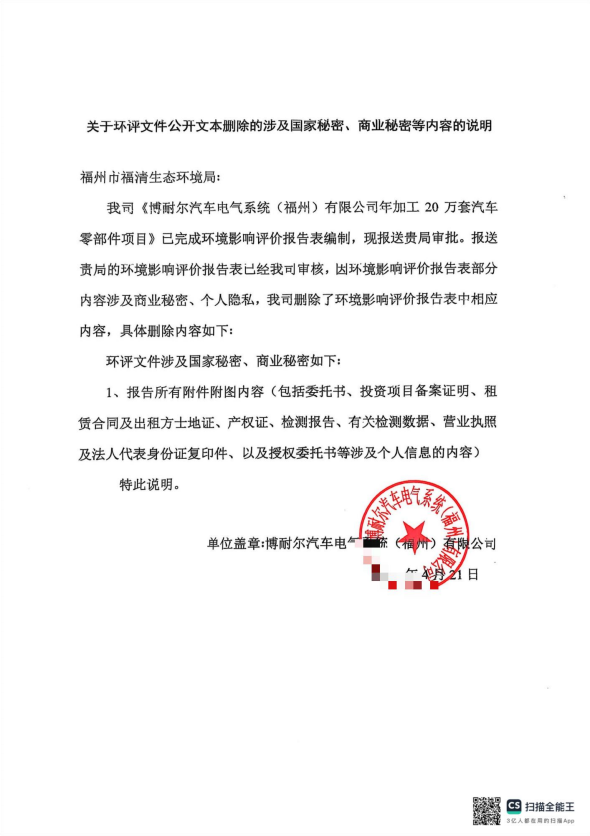 关于环评文件公开文本删除的涉及国家秘密、商业秘密等内容的说明
福州市福清生态环境局:
我司《博耐尔汽车电气系统（福州）有限公司年加工 20 万套汽车
零部件项目》已完成环境影响评价报告表编制，现报送贵局审批。报送
贵局的环境影响评价报告表已经我司审核，因环境影响评价报告表部分
内容涉及商业秘密、个人隐私，我司删除了环境影响评价报告表中相应
内容，具体删除内容如下:
环评文件涉及国家秘密、商业秘密如下:
1、报告所有附件附图内容（包括委托书、投资项目备案证明、租
赁合同及出租方士地证、产权证、检测报告、有关检测数据、营业执照
及法人代表身份证复印件、以及授权委托书等涉及个人信息的内容）
特此说明。
博耐尔汽车电气系统（福州）有限公司
单位盖章:博耐尔汽车电气 统（福州）有限公司
年 4 月 21 日
CS 扫描全能王
3亿人都在用的扫描App